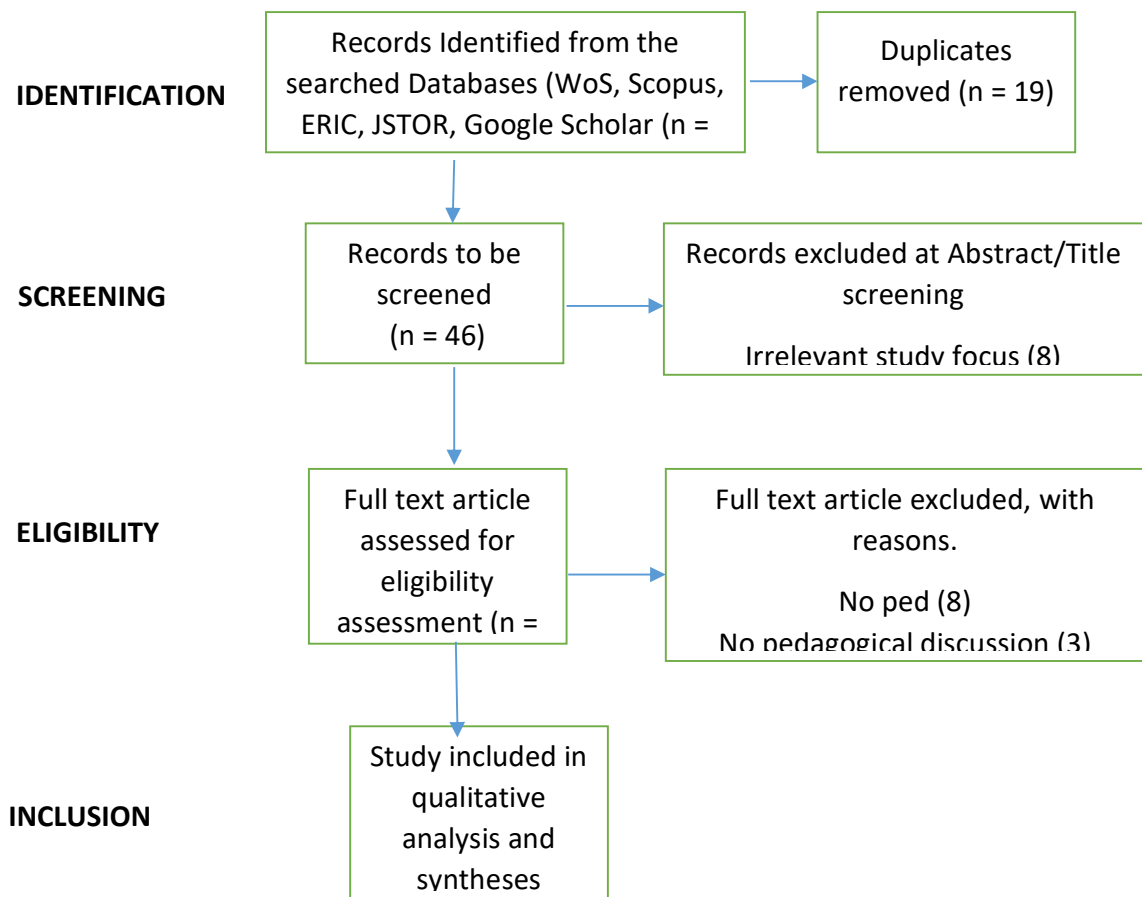 IDENTIFICATION
Records Identified from the
searched Databases (WoS, Scopus,
ERIC, JSTOR, Google Scholar (n =
Duplicates
removed (n = 19)
SCREENING
Records to be
screened
(n = 46)
Records excluded at Abstract/Title
screening
Irrelevant study focus (8)
ELIGIBILITY
Full text article
assessed for
eligibility
assessment (n =
Full text article excluded, with
reasons.
No ped (8)
No pedagogical discussion (3)
INCLUSION
Study included in
qualitative
analysis and
syntheses